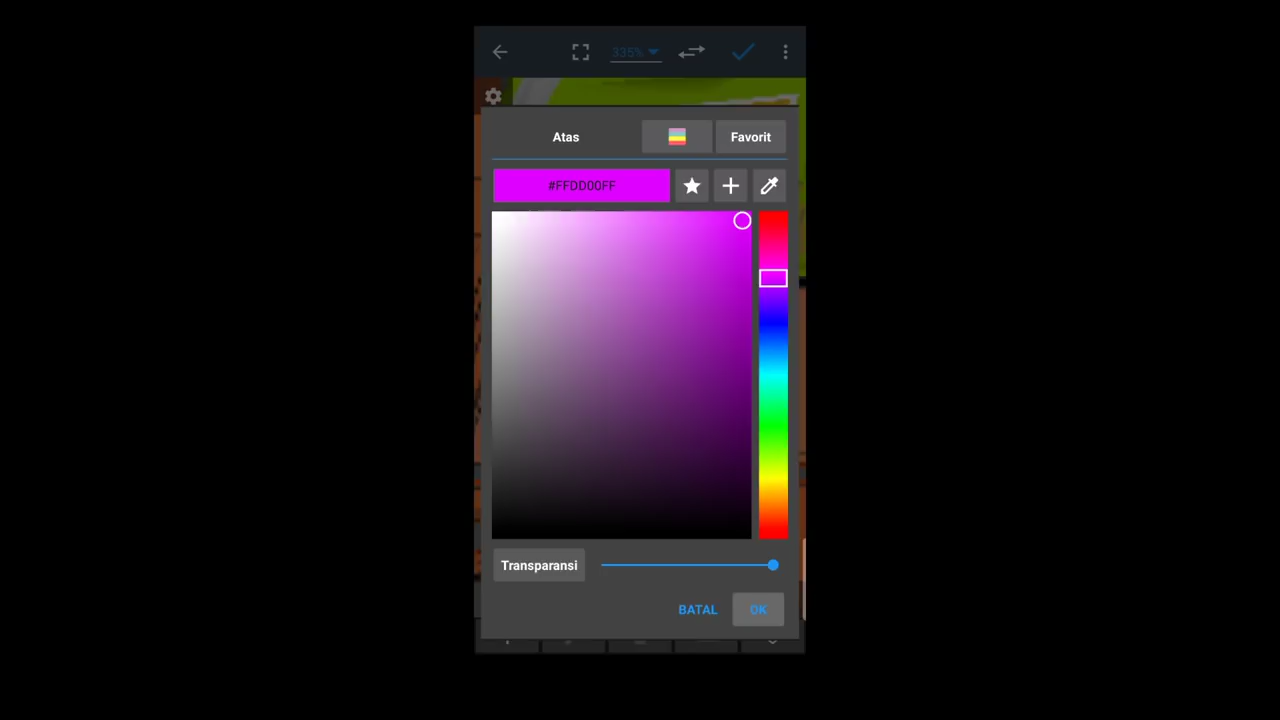 335%
Atas
Favorit
#FFDD00FF
Transparansi
BATAL OK